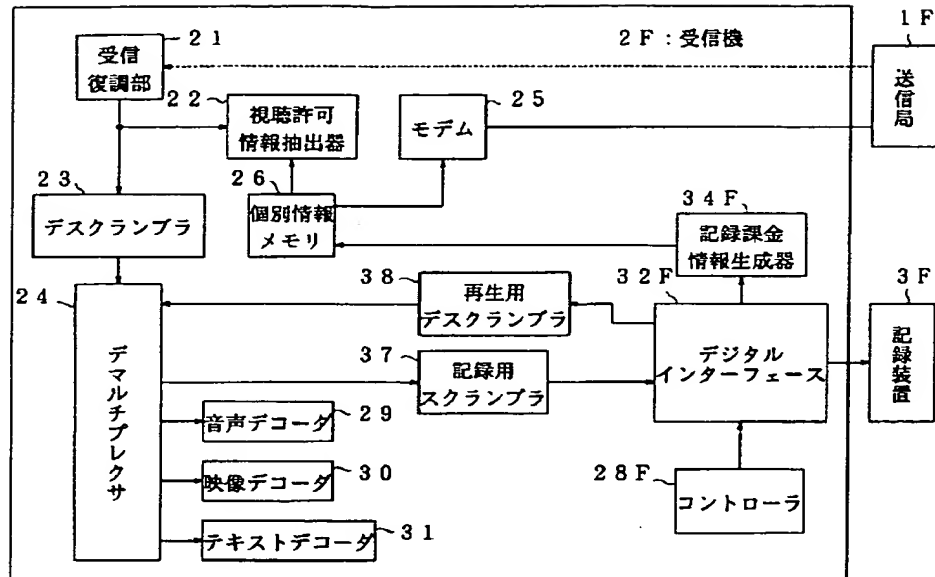 21
受信
復調部
2F:受信機
1F
送信局
22
視聴許可
情報抽出器
25
モデム
23
デスクランブラ
26
個別情報
メモリ
34F
記録課金
情報生成器
24
デマルチプレクサ
38
再生用
デスクランブラ
32F
デジタル
インターフェース
3F
記録装置
37
記録用
スクランブラ
音声デコーダ
29
映像デコーダ
30
テキストデコーダ
31
28F
コントローラ